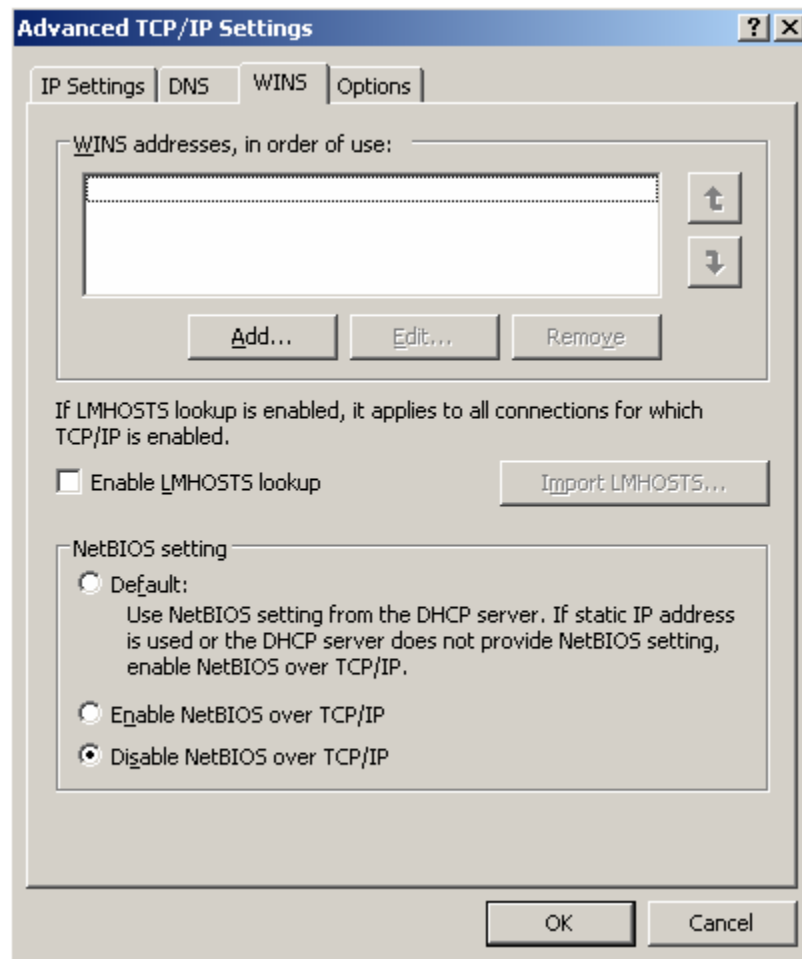 Advanced TCP/IP Settings
IP Settings DNS WINS Options
WINS addresses, in order of use:
Add... Edit... Remove
If LMHOSTS lookup is enabled, it applies to all connections for which
TCP/IP is enabled.
Enable LMHOSTS lookup Import LMHOSTS...
NetBIOS setting
Default:
Use NetBIOS setting from the DHCP server. If static IP address
is used or the DHCP server does not provide NetBIOS setting,
enable NetBIOS over TCP/IP.
Enable NetBIOS over TCP/IP
Disable NetBIOS over TCP/IP
OK Cancel